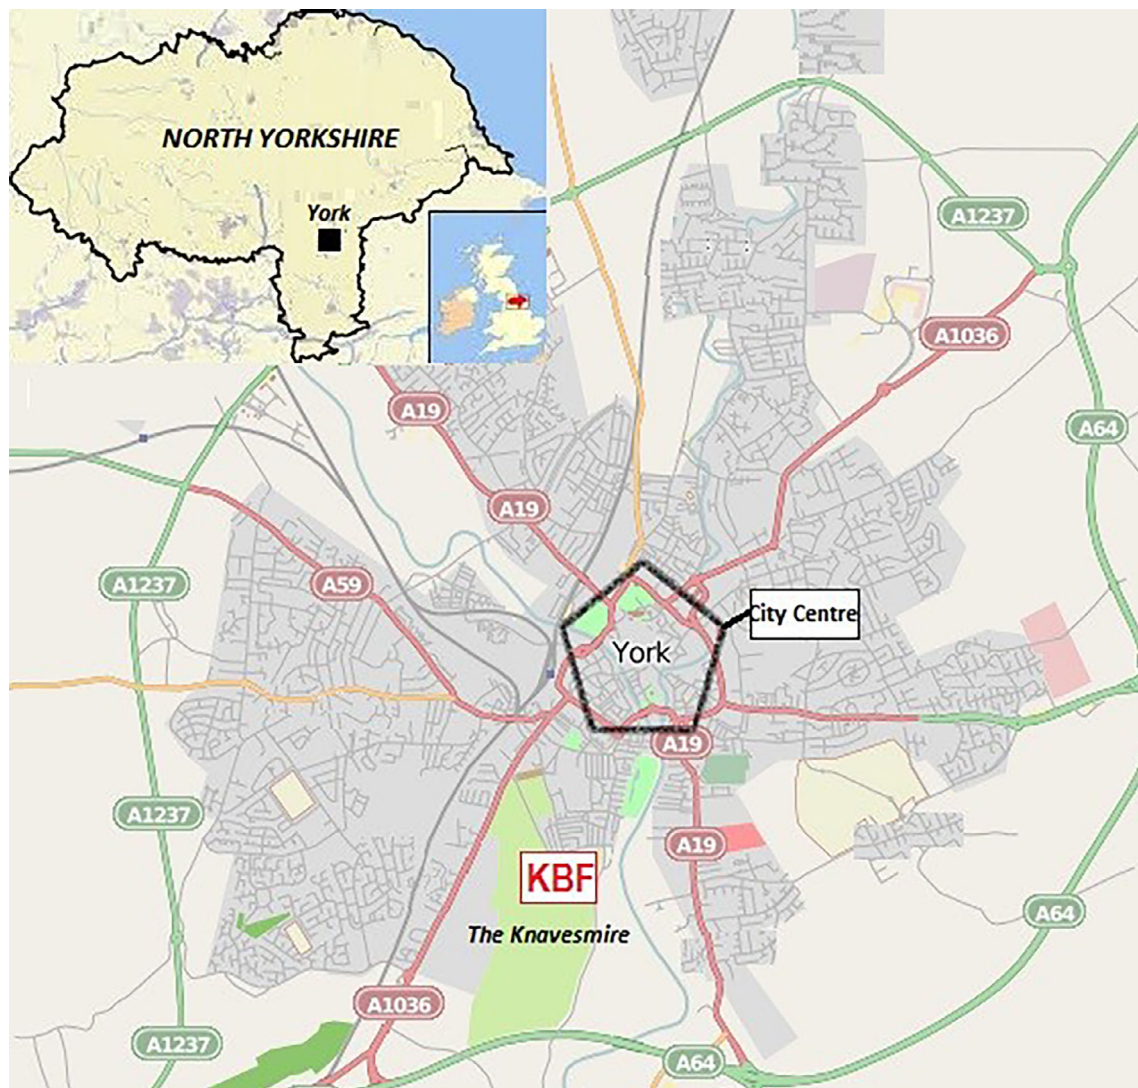 NORTH YORKSHIRE
York
A1237
A1036
A19
A64
A19
A1237
A59
City Centre
York
A19
A1237
A19
KBF
A64
The Knavesmire
A1036
A1237
A64